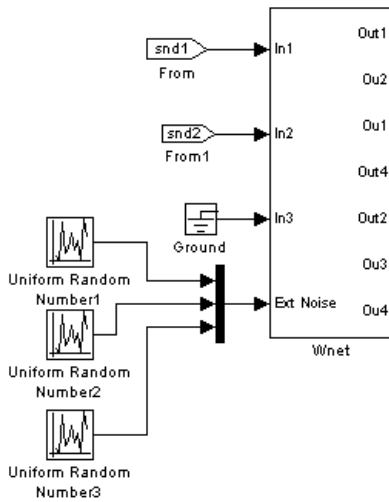 snd1
From
snd2
From1
Ground
Uniform Random
Number1
Uniform Random
Number2
Uniform Random
Number3
In1
In2
In3
Ext Noise
Out1
Ou2
Ou1
Out4
Out2
Ou3
Ou4
Wnet